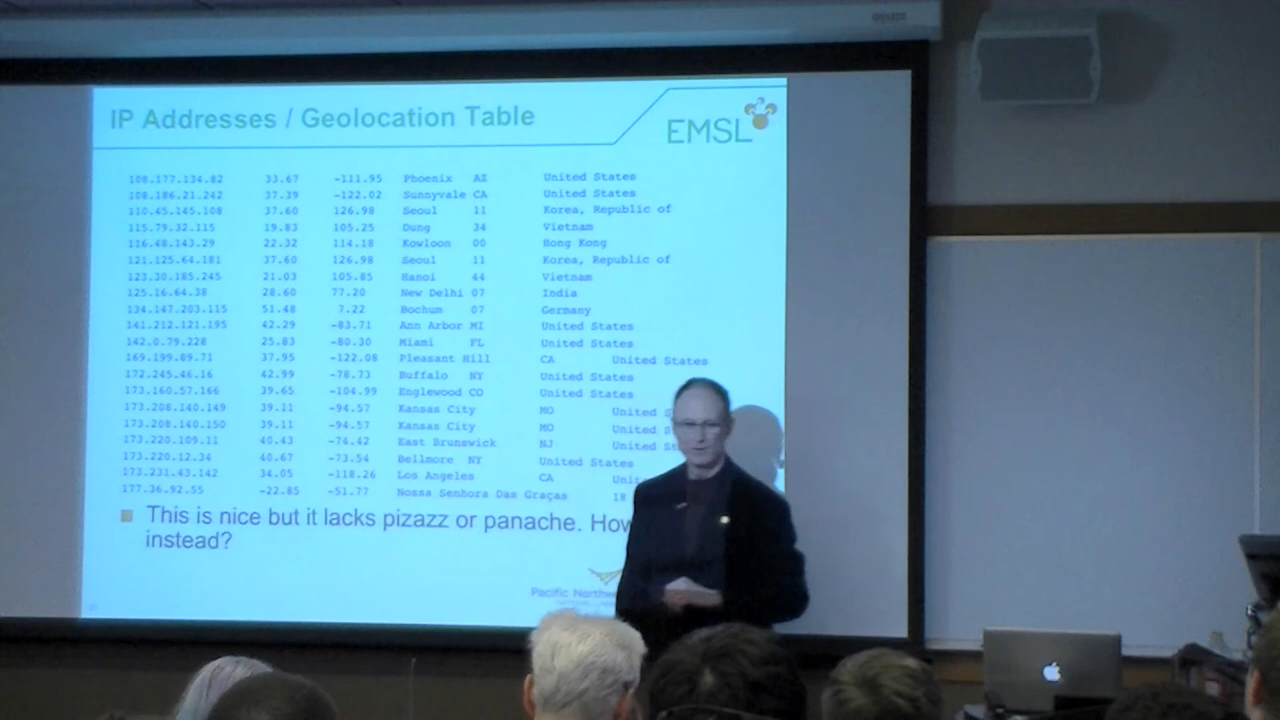 IP Addresses / Geolocation Table
EMSL
108.177.134.82 33.67 -111.95 Phoenix AZ United States
108.186.21.242 37.39 -122.02 Sunnyvale CA United States
110.45.145.108 37.60 126.98 Seoul 11 Korea, Republic of
115.79.32.115 19.83 105.25 Dung 34 Vietnam
116.48.143.29 22.32 114.18 Kowloon 00 Hong Kong
121.125.64.181 37.60 126.98 Seoul 11 Korea, Republic of
123.30.185.245 21.03 105.85 Hanoi 44 Vietnam
125.16.64.38 28.60 77.20 New Delhi 07 India
134.147.203.115 51.48 7.22 Bochum 07 Germany
141.212.121.195 42.29 -83.71 Ann Arbor MI United States
142.0.79.228 25.83 -80.30 Miami FL United States
169.199.89.71 37.95 -122.08 Pleasant Hill CA United States
172.245.46.16 42.99 -78.73 Buffalo NY United States
173.160.57.166 39.65 -104.99 Englewood CO United States
173.208.140.149 39.11 -94.57 Kansas City MO United S
173.208.140.150 39.11 -94.57 Kansas City MO United S
173.220.109.11 40.43 -74.42 East Brunswick NJ United St
173.220.12.34 40.67 -73.54 Bellmore NY United States
173.231.43.142 34.05 -118.26 Los Angeles CA Unit
177.36.92.55 -22.85 -51.77 Nossa Senhora Das Graças 18
This is nice but it lacks pizazz or panache. How
instead?
Pacific Northw